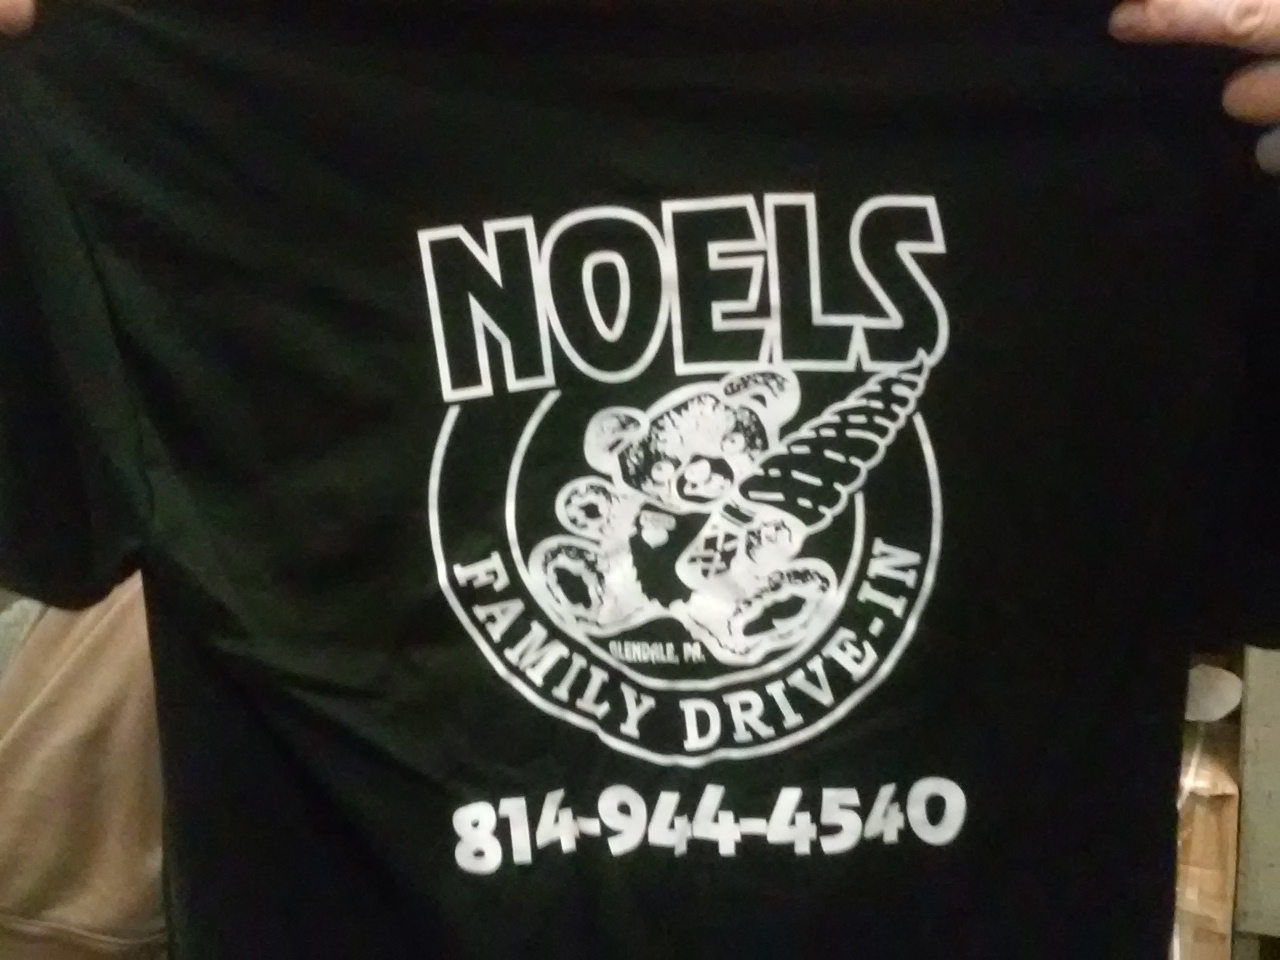 NOELS
GLENDALE, PA.
FAMILY DRIVE-IN
814-944-4540